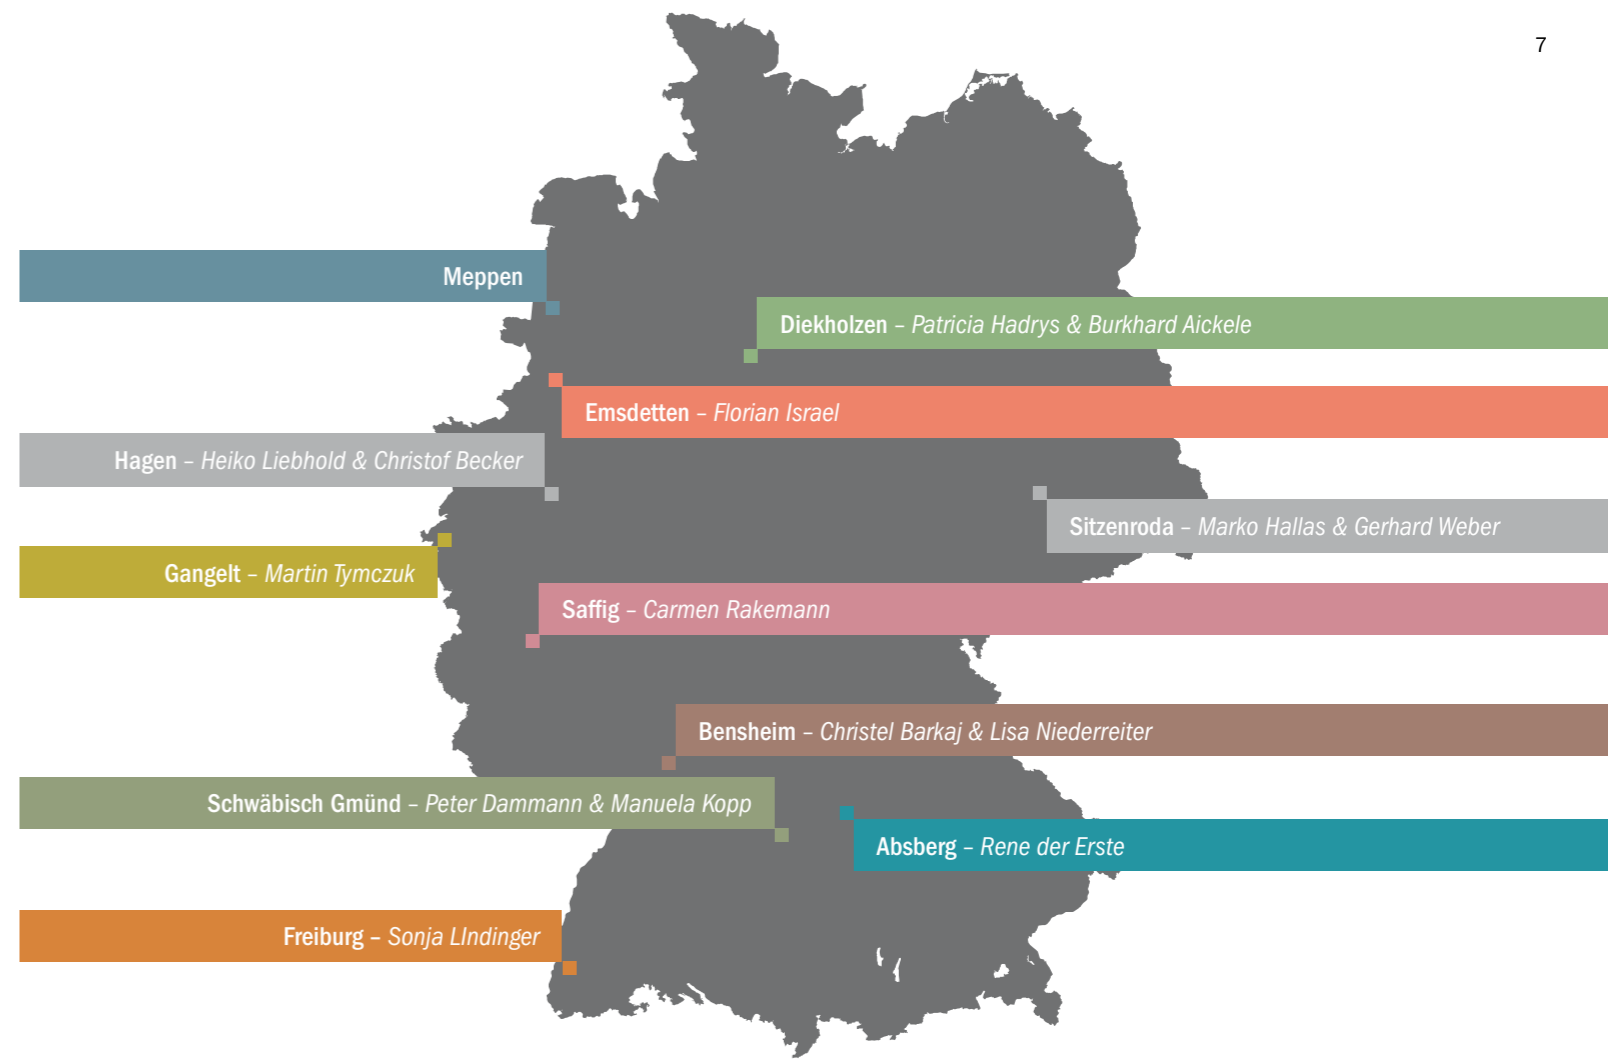 7
Meppen
Diekholzen – Patricia Hadrys & Burkhard Aickele
Emsdetten – Florian Israel
Hagen – Heiko Liebhold & Christof Becker
Sitzenroda – Marko Hallas & Gerhard Weber
Gangelt – Martin Tymczuk
Saffig – Carmen Rakemann
Bensheim – Christel Barkaj & Lisa Niederreiter
Schwäbisch Gmünd – Peter Dammann & Manuela Kopp
Absberg – Rene der Erste
Freiburg – Sonja LIndinger